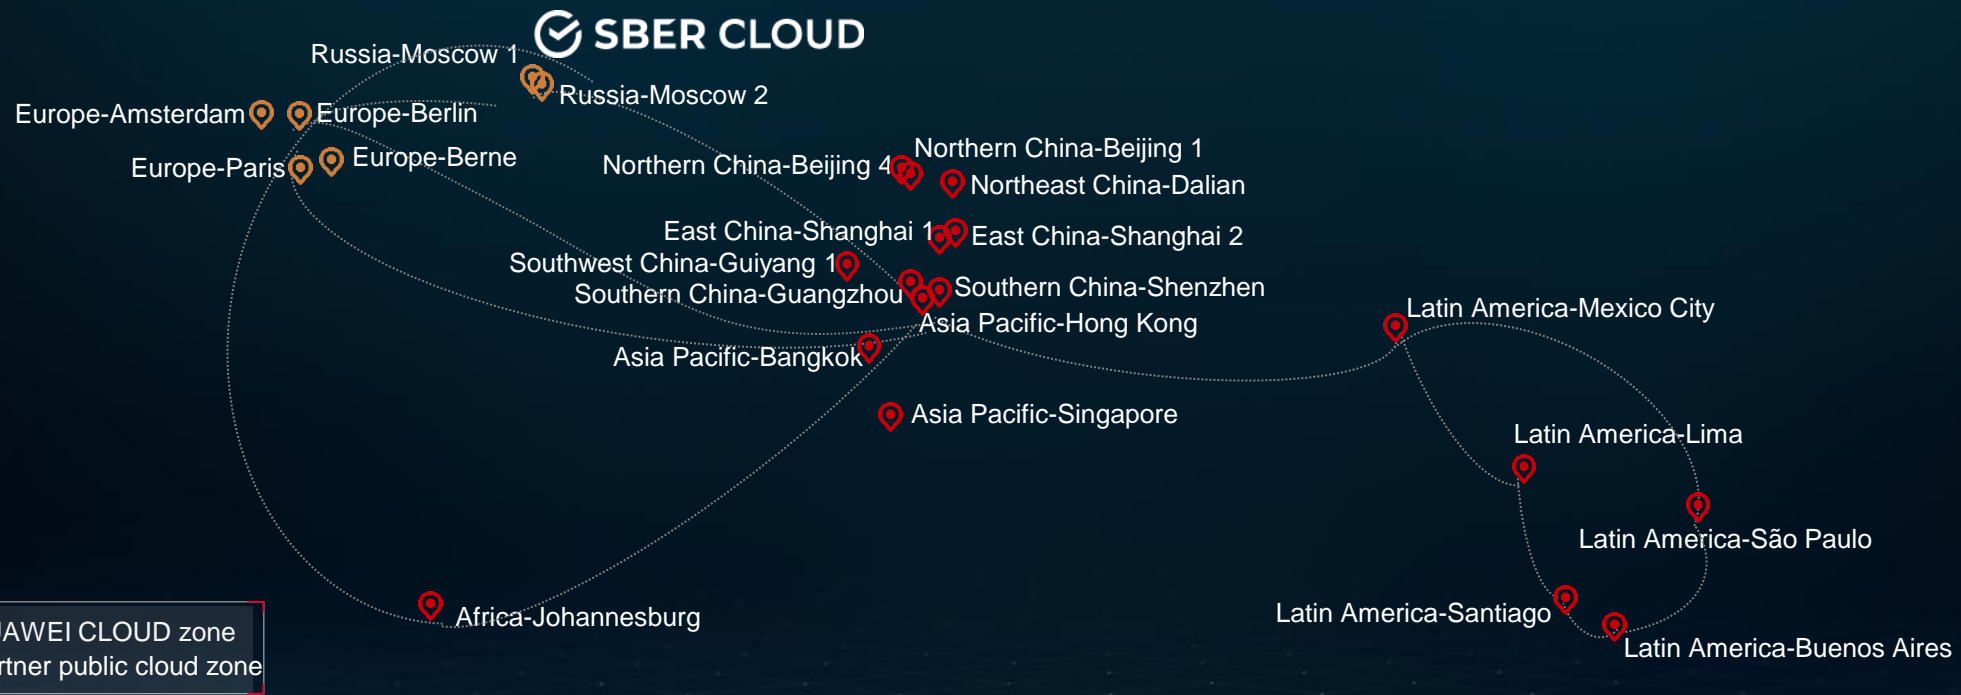 SBER CLOUD
Russia-Moscow 1
Russia-Moscow 2
Europe-Amsterdam
Europe-Berlin
Europe-Paris
Europe-Berne
Northern China-Beijing 1
Northern China-Beijing 4
Northeast China-Dalian
East China-Shanghai 1
East China-Shanghai 2
Southwest China-Guiyang 1
Southern China-Guangzhou
Southern China-Shenzhen
Asia Pacific-Hong Kong
Latin America-Mexico City
Asia Pacific-Bangkok
Asia Pacific-Singapore
Latin America-Lima
Latin America-São Paulo
Africa-Johannesburg
Latin America-Santiago
Latin America-Buenos Aires
AWEI CLOUD zone
rtner public cloud zone